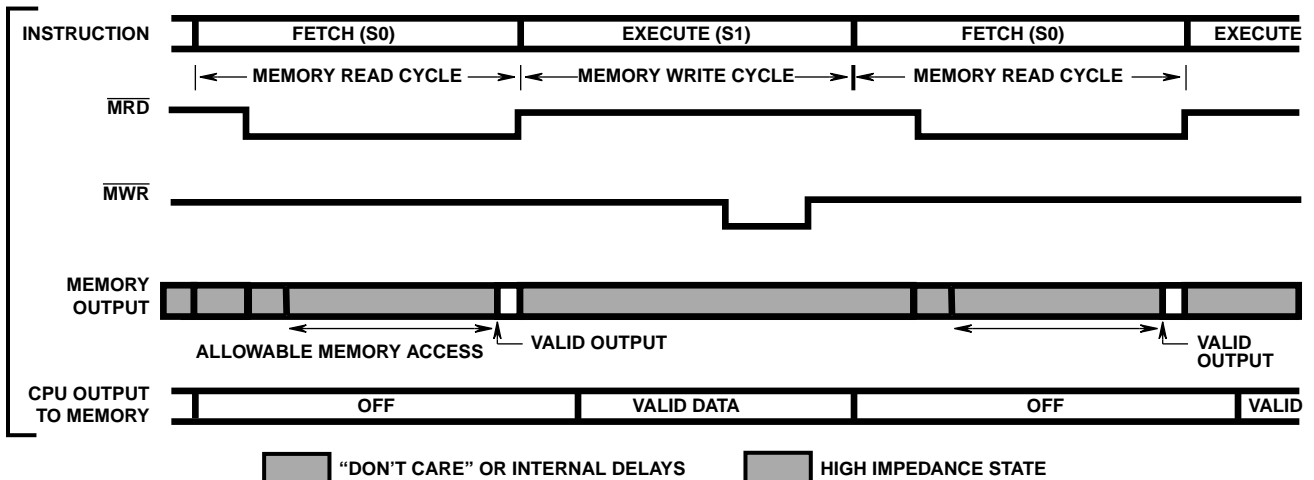 INSTRUCTION FETCH (S0) EXECUTE (S1) FETCH (S0) EXECUTE
MEMORY READ CYCLE MEMORY WRITE CYCLE MEMORY READ CYCLE
MRD
MWR
MEMORY
OUTPUT
ALLOWABLE MEMORY ACCESS VALID OUTPUT VALID
OUTPUT
CPU OUTPUT
TO MEMORY OFF VALID DATA OFF VALID
“DON’T CARE” OR INTERNAL DELAYS HIGH IMPEDANCE STATE